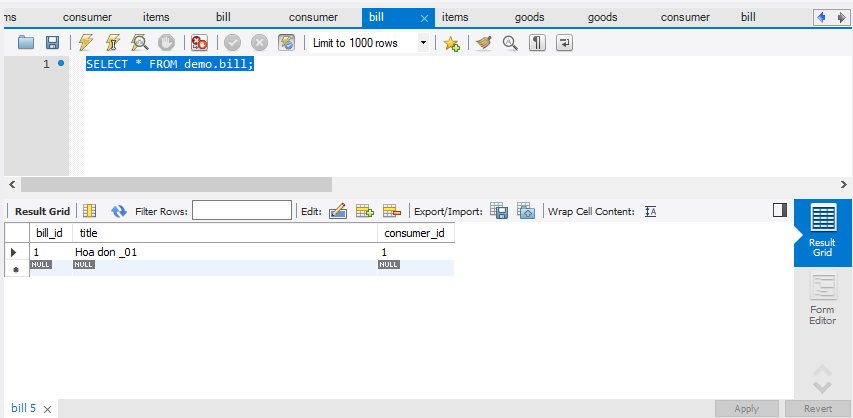 ms consumer items bill consumer bill items goods goods consumer bill
Limit to 1000 rows
1 SELECT * FROM demo.bill;
Result Grid Filter Rows: Edit: Export/Import: Wrap Cell Content:
bill_id title consumer_id
1 Hoa don _01 1
NULL NULL NULL
Result
Grid
Form
Editor
bill 5 Apply Revert